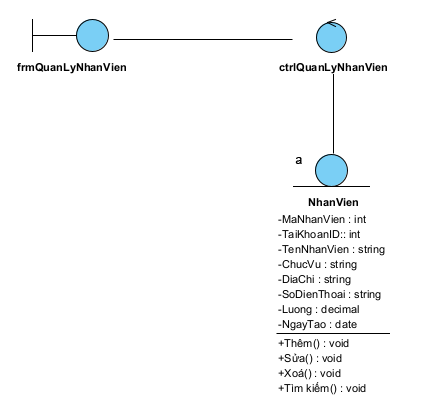 frmQuanLyNhanVien
ctrlQuanLyNhanVien
a
NhanVien
-MaNhanVien : int
-TaiKhoanID:: int
-TenNhanVien : string
-ChucVu : string
-DiaChi : string
-SoDienThoai : string
-Luong : decimal
-NgayTao : date
+Thêm() : void
+Sửa() : void
+Xoá() : void
+Tìm kiếm() : void